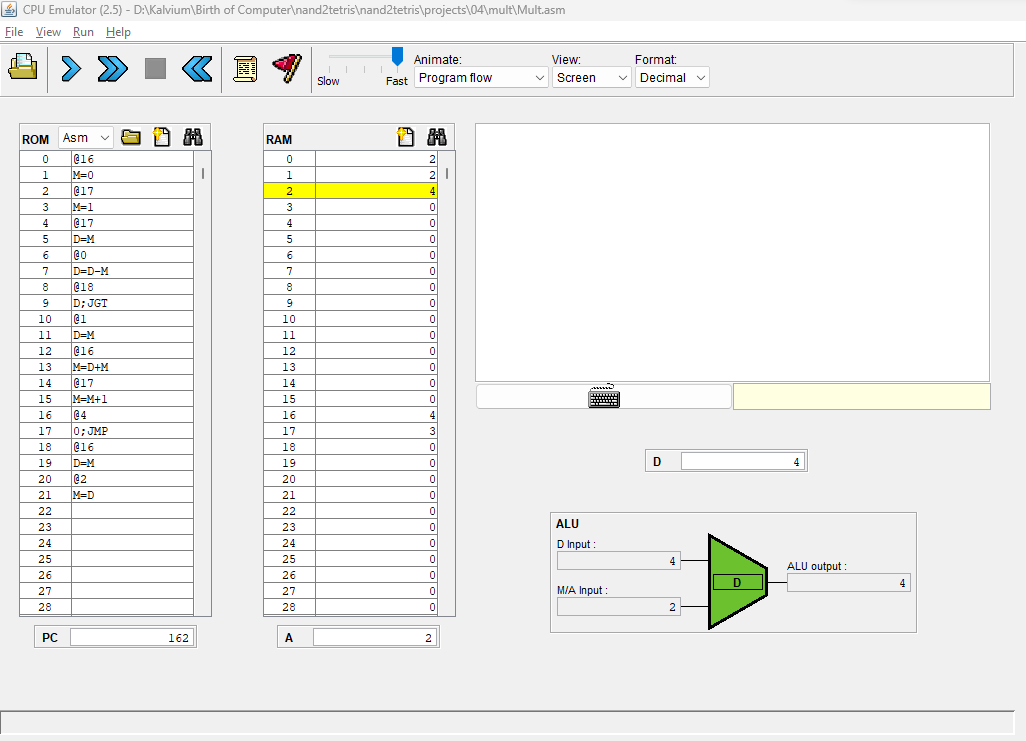 CPU Emulator (2.5) - D:\Kalvium\Birth of Computer\nand2tetris\nand2tetris\projects\04\mult\Mult.asm
File View Run Help
Slow Fast
Animate: View: Format:
Program flow Screen Decimal
ROM Asm
0 @16
1 M=0
2 @17
3 M=1
4 @17
5 D=M
6 @0
7 D=D-M
8 @18
9 D;JGT
10 @1
11 D=M
12 @16
13 M=D+M
14 @17
15 M=M+1
16 @4
17 0;JMP
18 @16
19 D=M
20 @2
21 M=D
22
23
24
25
26
27
28
PC 162
RAM
0 2
1 2
2 4
3 0
4 0
5 0
6 0
7 0
8 0
9 0
10 0
11 0
12 0
13 0
14 0
15 0
16 4
17 3
18 0
19 0
20 0
21 0
22 0
23 0
24 0
25 0
26 0
27 0
28 0
A 2
D 4
ALU
D Input :
4
M/A Input :
2
D
ALU output :
4